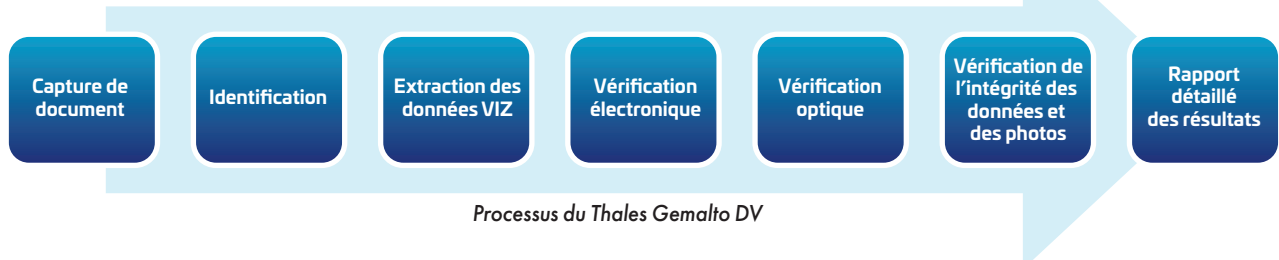 Capture de
document
Identification
Extraction des
données VIZ
Vérification
électronique
Vérification
optique
Vérification de
l'intégrité des
données et
des photos
Rapport
détaillé
des résultats
Processus du Thales Gemalto DV